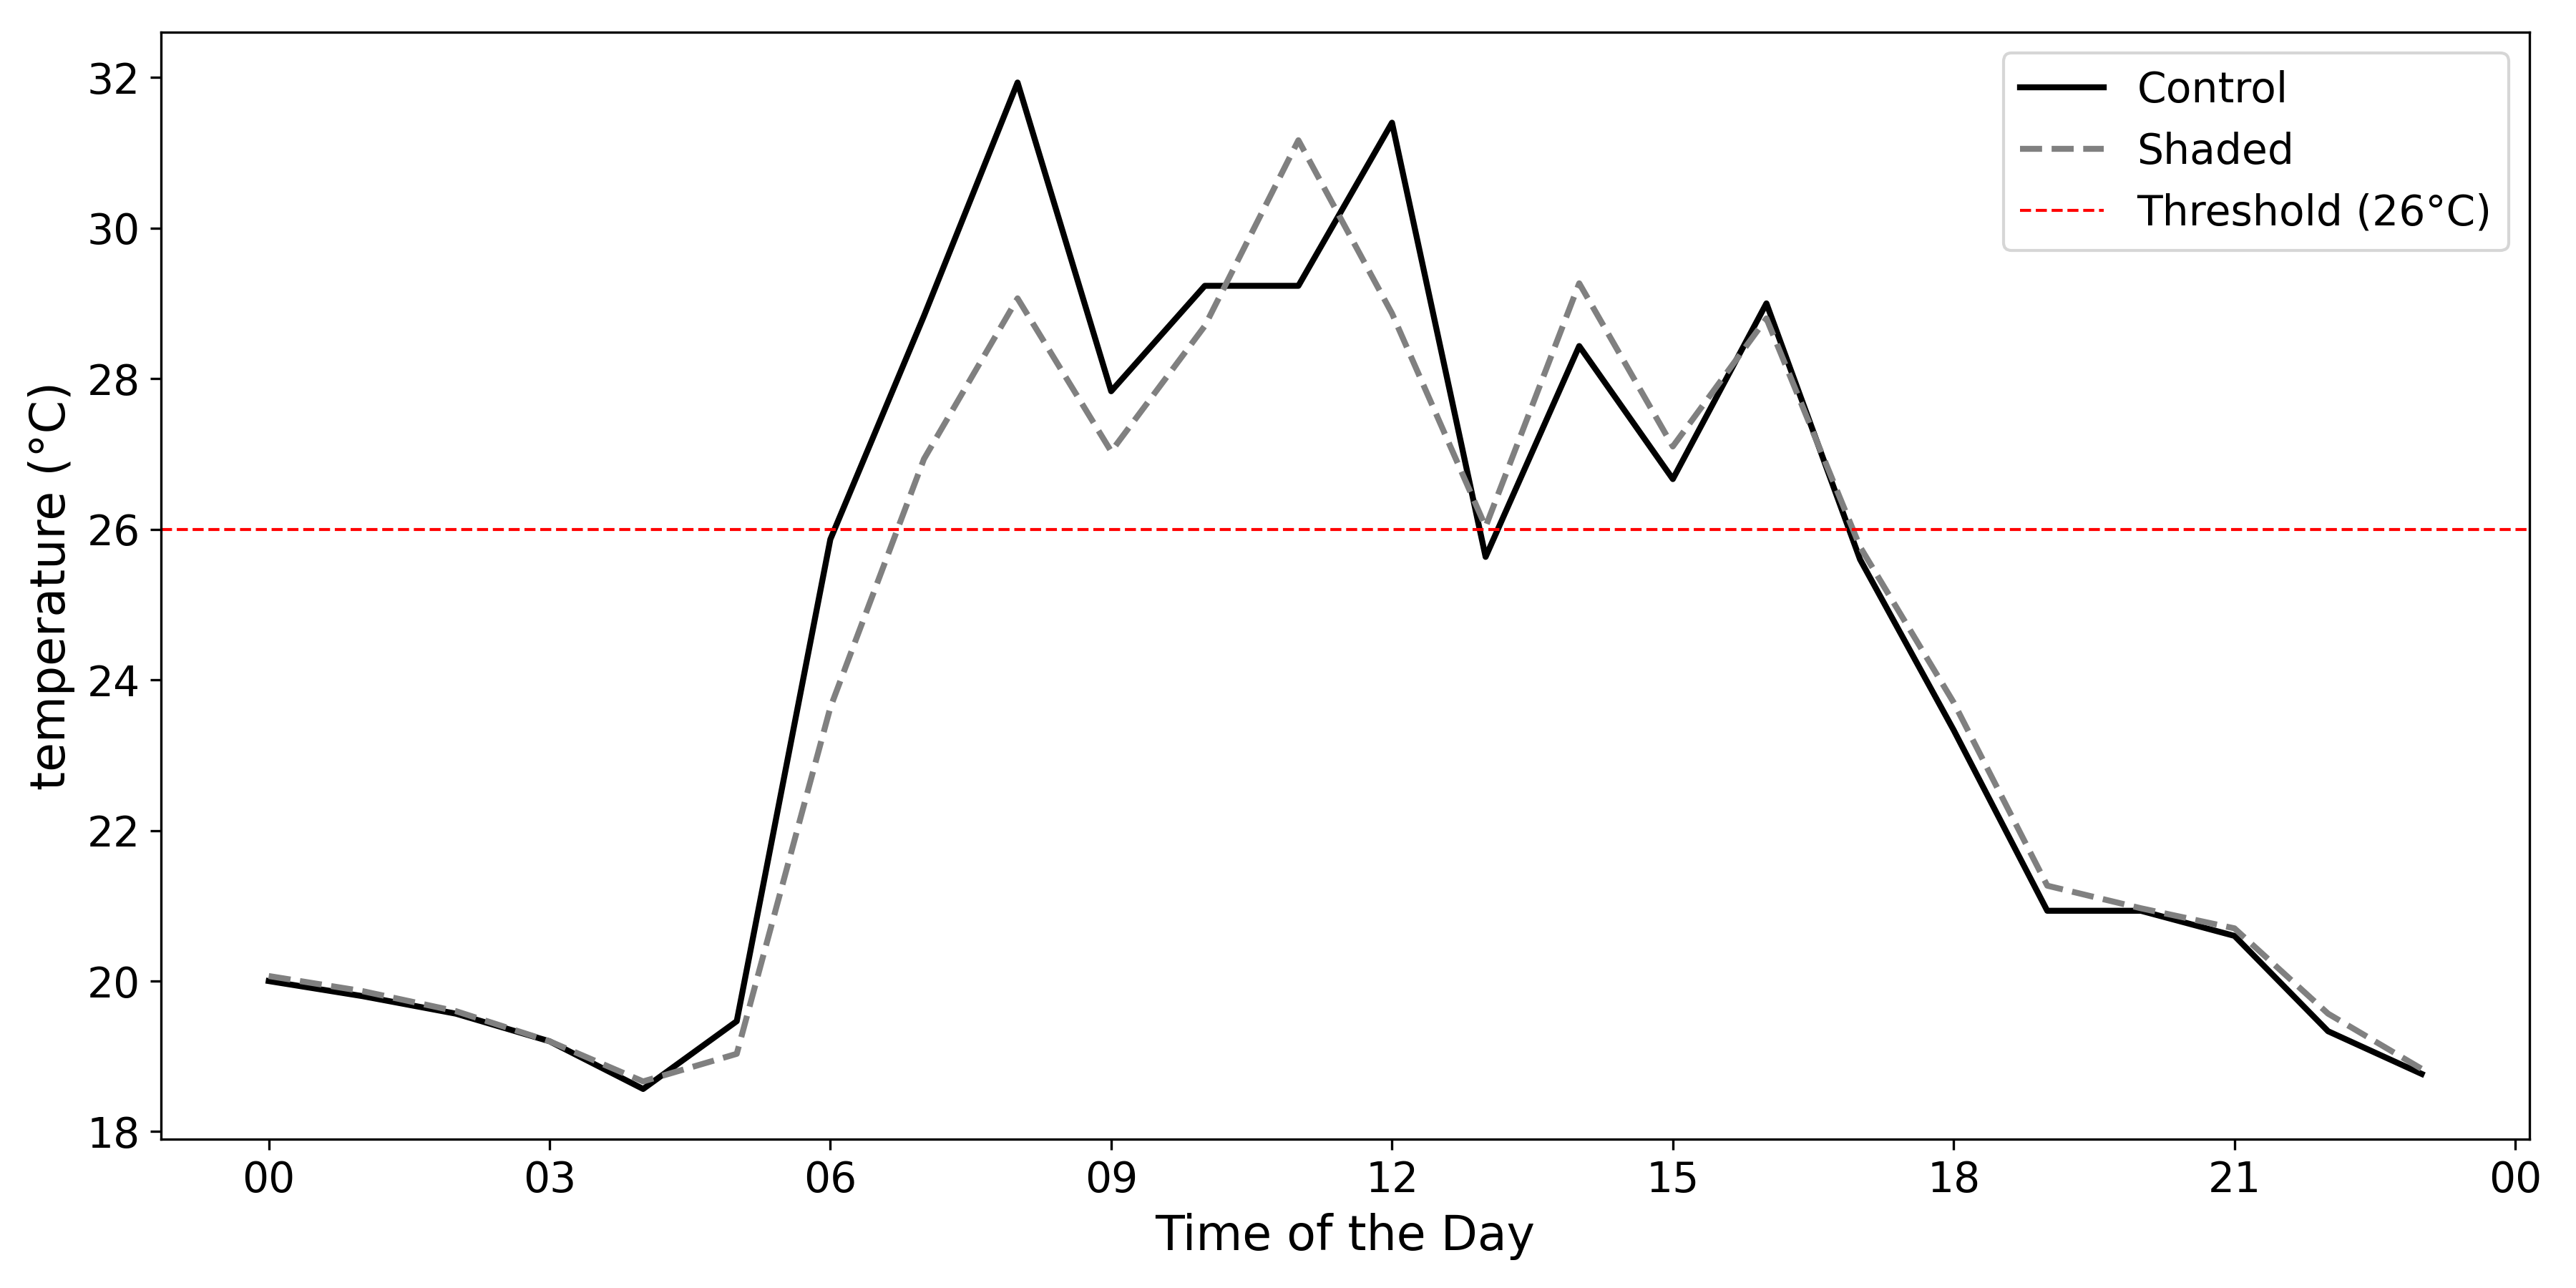 Control
Shaded
Threshold (26°C)
temperature (°C)
32
30
28
26
24
22
20
18
00 03 06 09 12 15 18 21 00
Time of the Day